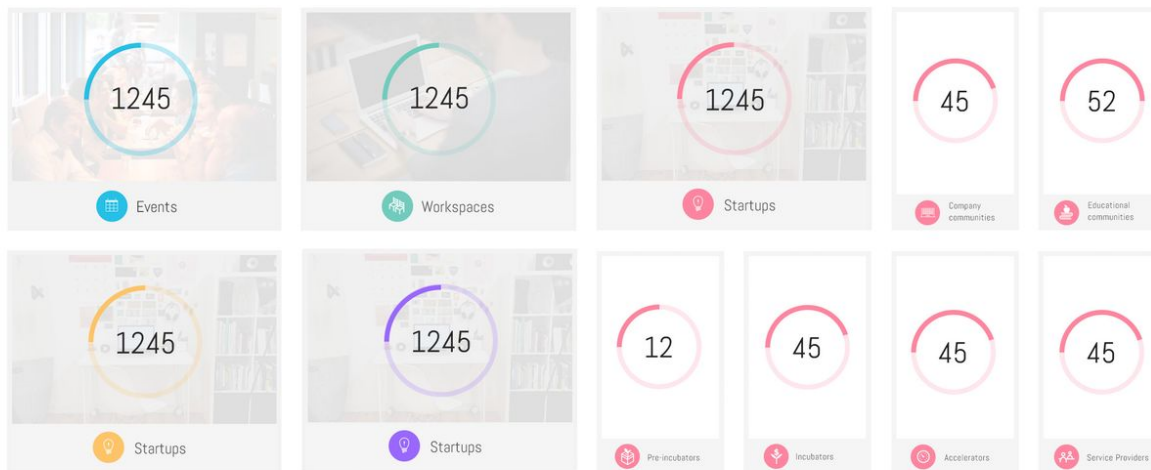 1245
Events
1245
Workspaces
1245
Startups
45
Company
communities
52
Educational
communities
1245
Startups
1245
Startups
12
Pre-incubators
45
Incubators
45
Accelerators
45
Service Providers